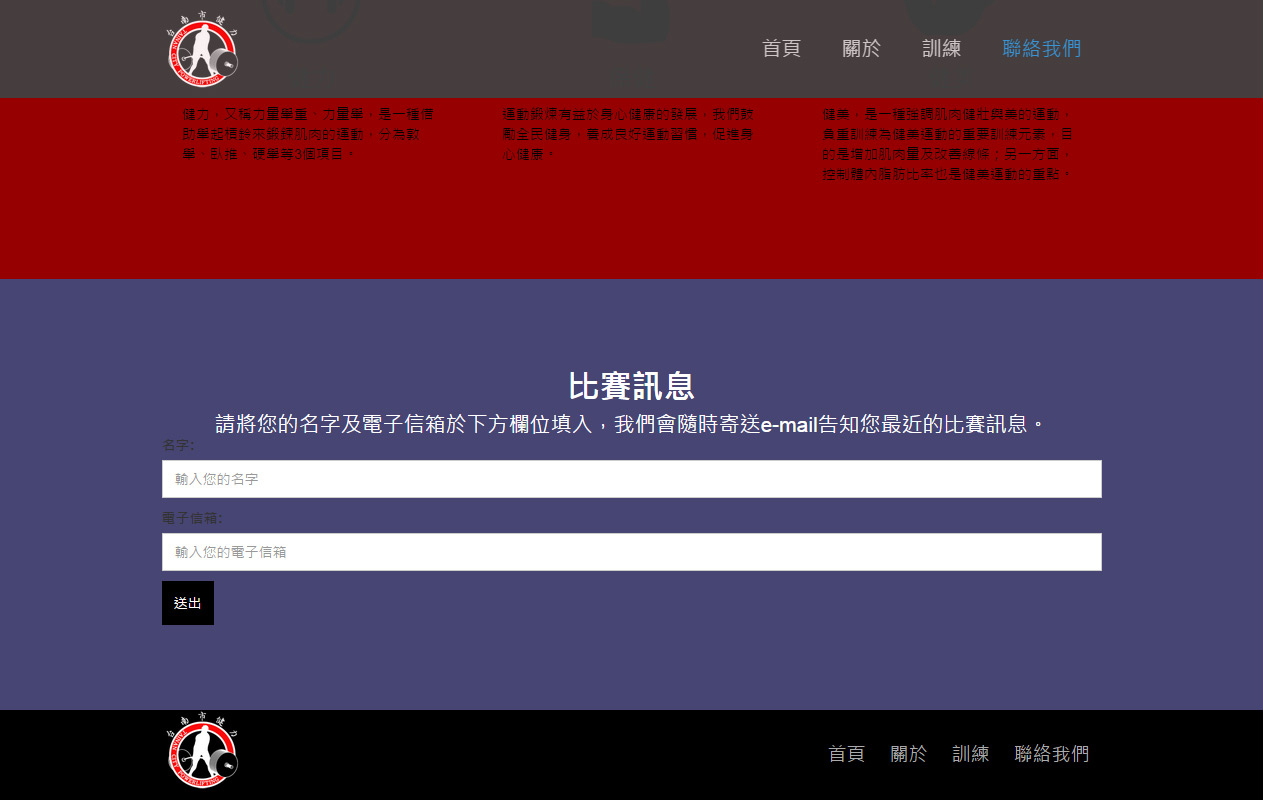 台南市健力
TAINAN CITY POWERLIFTING
首頁
關於
訓練
聯絡我們
健力，又稱力量舉重、力量舉，是一種借
助舉起槓鈴來鍛鍊肌肉的運動，分為深
舉、臥推、硬舉等3個項目。
運動鍛煉有益於身心健康的發展，我們鼓
勵全民健身，養成良好運動習慣，促進身
心健康。
健美，是一種強調肌肉健壯與美的運動，
負重訓練為健美運動的重要訓練元素，目
的是增加肌肉量及改善線條；另一方面，
控制體內脂肪比率也是健美運動的重點。
比賽訊息
請將您的名字及電子信箱於下方欄位填入，我們會隨時寄送e-mail告知您最近的比賽訊息。
名字:
輸入您的名字
電子信箱:
輸入您的電子信箱
送出
台南市健力
TAINAN CITY POWERLIFTING
首頁
關於
訓練
聯絡我們